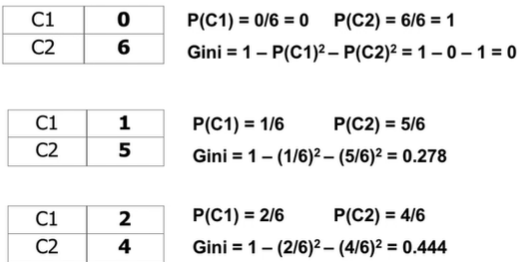 C1 0 P(C1) = 0/6 = 0 P(C2) = 6/6 = 1
C2 6 Gini = 1 – P(C1)² – P(C2)² = 1 – 0 – 1 = 0
C1 1 P(C1) = 1/6 P(C2) = 5/6
C2 5 Gini = 1 – (1/6)² – (5/6)² = 0.278
C1 2 P(C1) = 2/6 P(C2) = 4/6
C2 4 Gini = 1 – (2/6)² – (4/6)² = 0.444